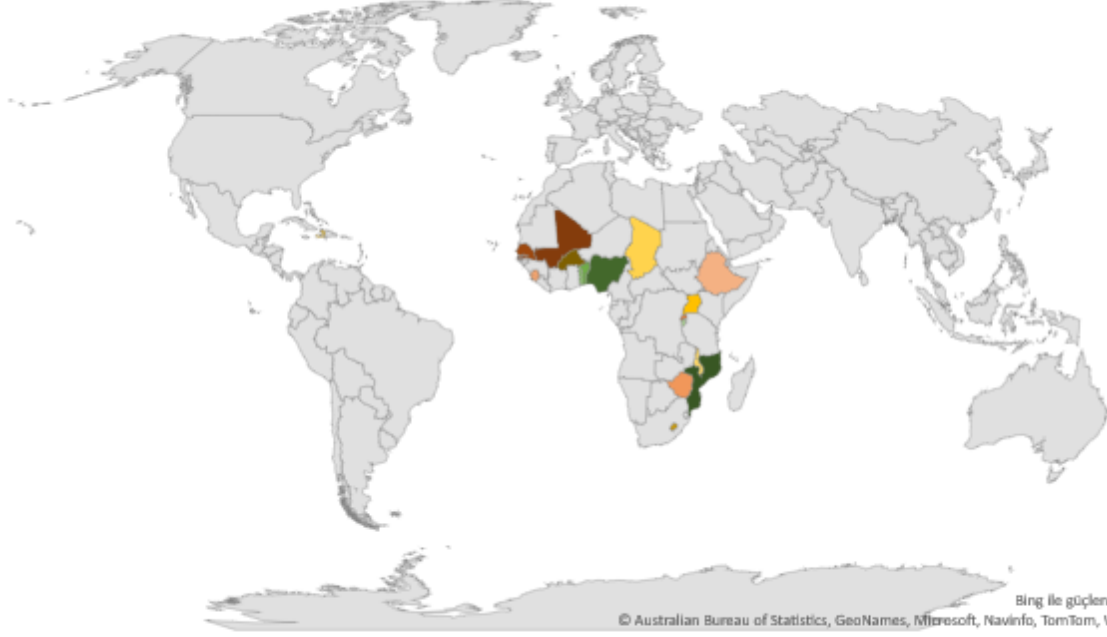 Bing ile güçlen
© Australian Bureau of Statistics, GeoNames, Microsoft, Navinfo, TomTom,